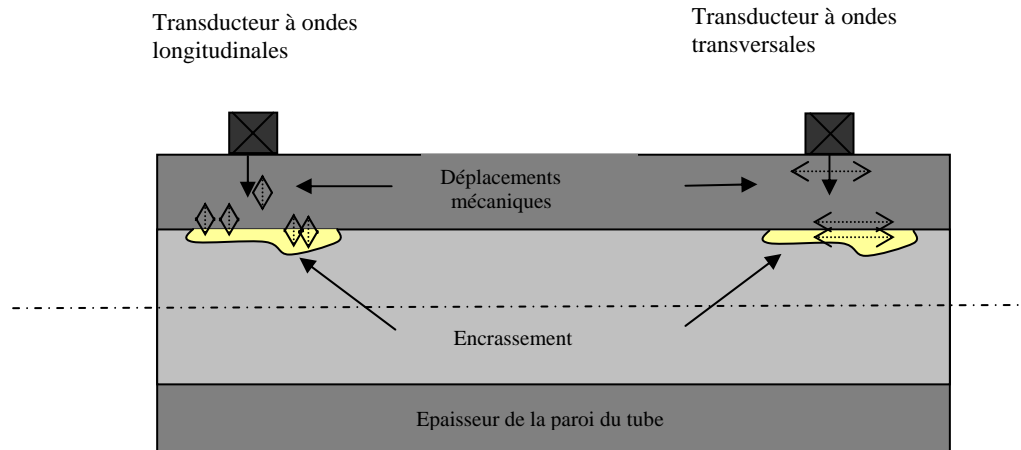 Transducteur à ondes
longitudinales
Transducteur à ondes
transversales
Déplacements
mécaniques
Encrassement
Epaisseur de la paroi du tube